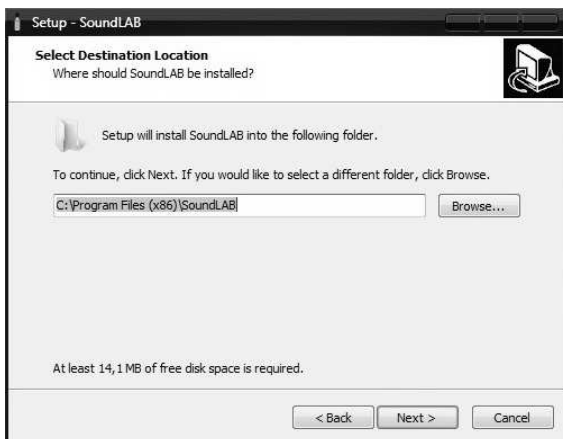 Setup - SoundLAB
Select Destination Location
Where should SoundLAB be installed?
Setup will install SoundLAB into the following folder.
To continue, click Next. If you would like to select a different folder, click Browse.
C:\Program Files (x86)\SoundLAB
Browse...
At least 14,1 MB of free disk space is required.
< Back
Next >
Cancel